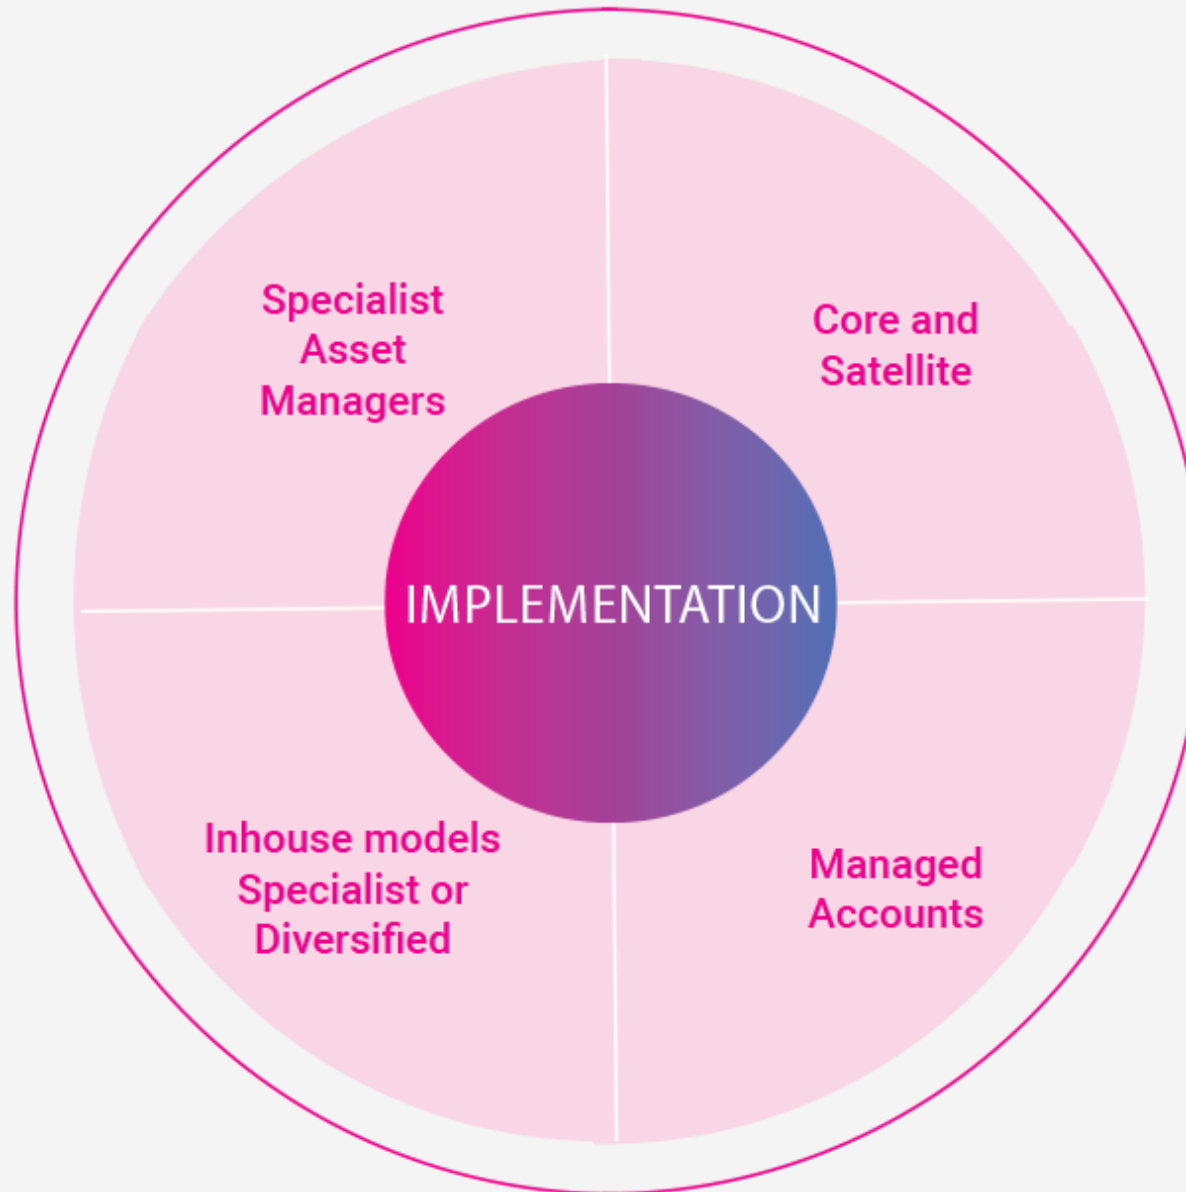 Specialist
Asset
Managers
Core and
Satellite
IMPLEMENTATION
Inhouse models
Specialist or
Diversified
Managed
Accounts